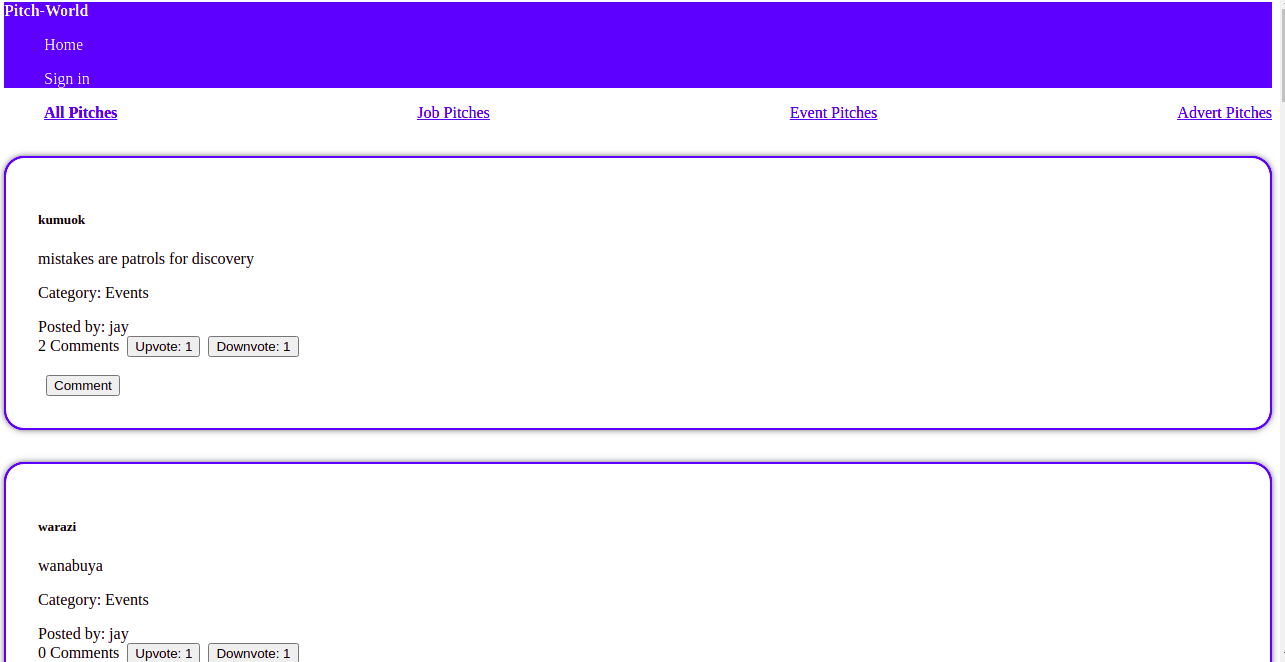 Pitch-World
Home
Sign in
All Pitches Job Pitches Event Pitches Advert Pitches
kumuok
mistakes are patrols for discovery
Category: Events
Posted by: jay
2 Comments Upvote: 1 Downvote: 1
Comment
warazi
wanabuya
Category: Events
Posted by: jay
0 Comments Upvote: 1 Downvote: 1